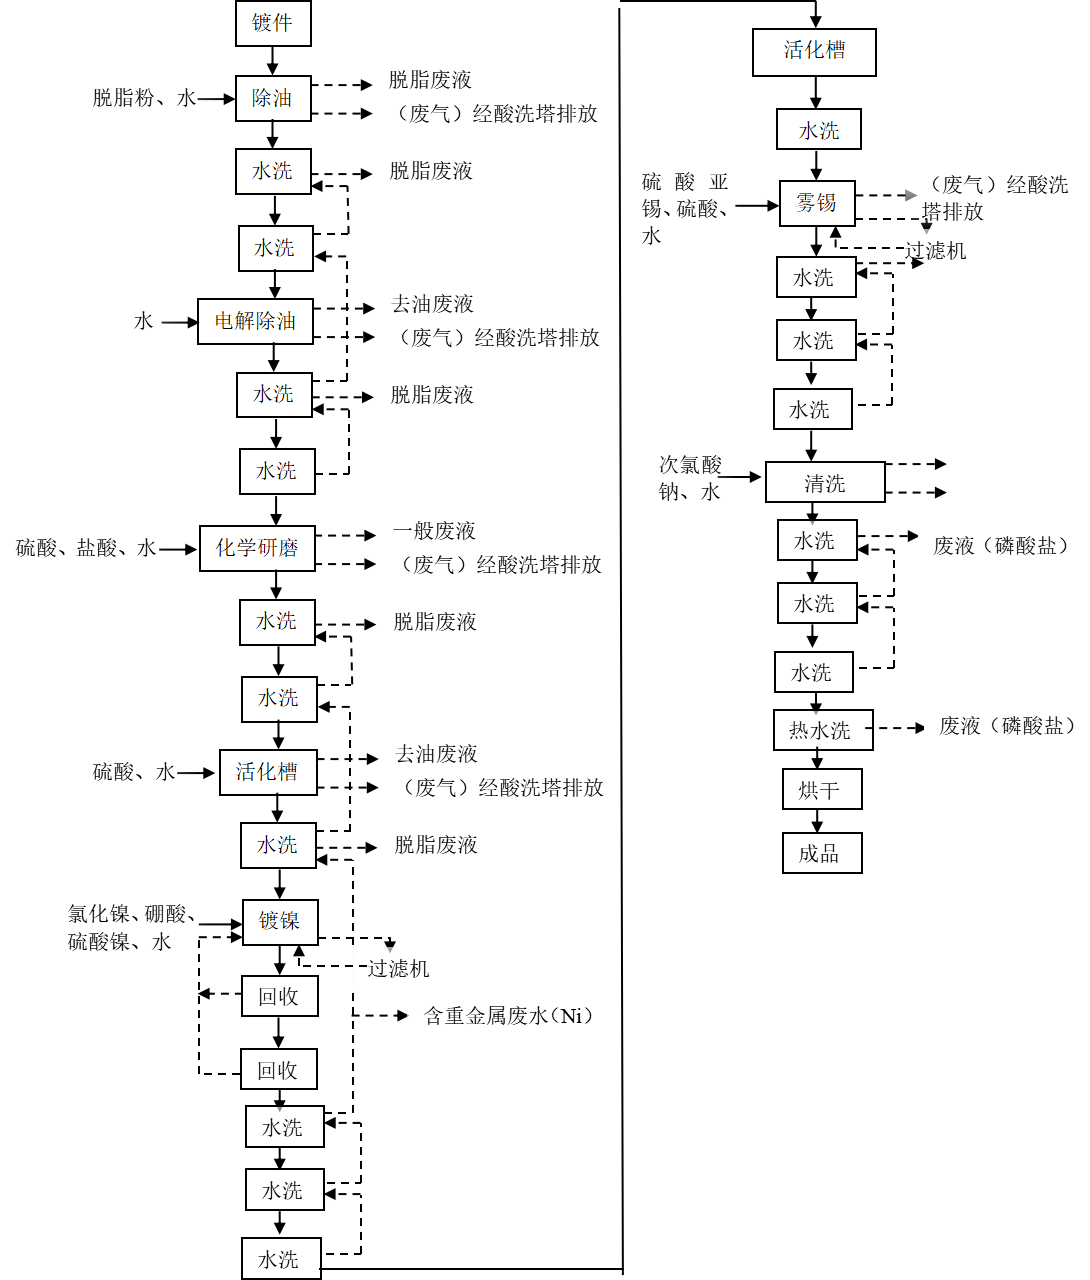 镀件
脱脂粉、水
除油
脱脂废液
（废气）经酸洗塔排放
水洗
脱脂废液
水洗
水
电解除油
去油废液
（废气）经酸洗塔排放
水洗
脱脂废液
水洗
硫酸、盐酸、水
化学研磨
一般废液
（废气）经酸洗塔排放
水洗
脱脂废液
水洗
硫酸、水
活化槽
去油废液
（废气）经酸洗塔排放
水洗
脱脂废液
氯化镍、硼酸、
硫酸镍、水
镀镍
过滤机
回收
含重金属废水（Ni）
回收
水洗
水洗
水洗
活化槽
水洗
硫酸亚
锡、硫酸、
水
雾锡
（废气）经酸洗
塔排放
过滤机
水洗
水洗
水洗
次氯酸
钠、水
清洗
水洗
废液（磷酸盐）
水洗
水洗
热水洗
废液（磷酸盐）
烘干
成品